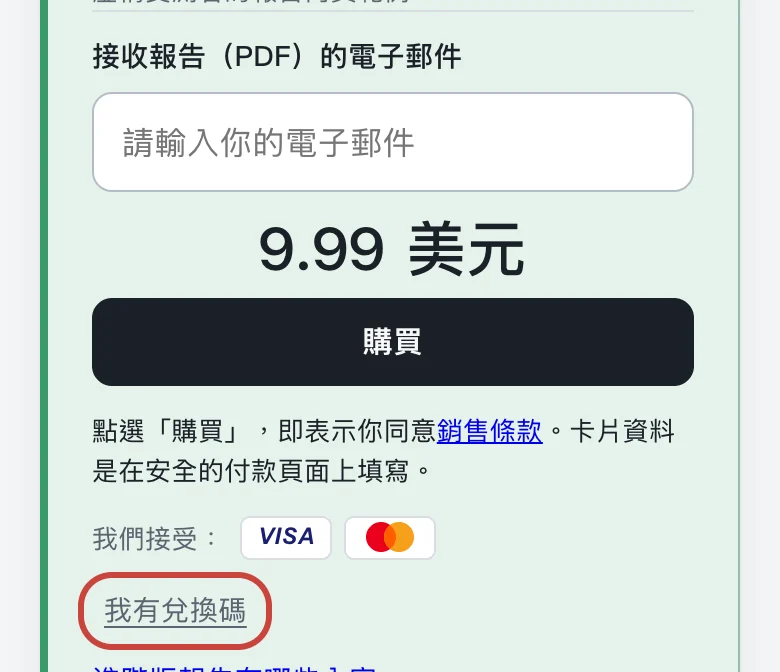 接收報告（PDF）的電子郵件
請輸入你的電子郵件
9.99 美元
購買
點選「購買」，即表示你同意銷售條款。卡片資料
是在安全的付款頁面上填寫。
我們接受： VISA
我有兌換碼